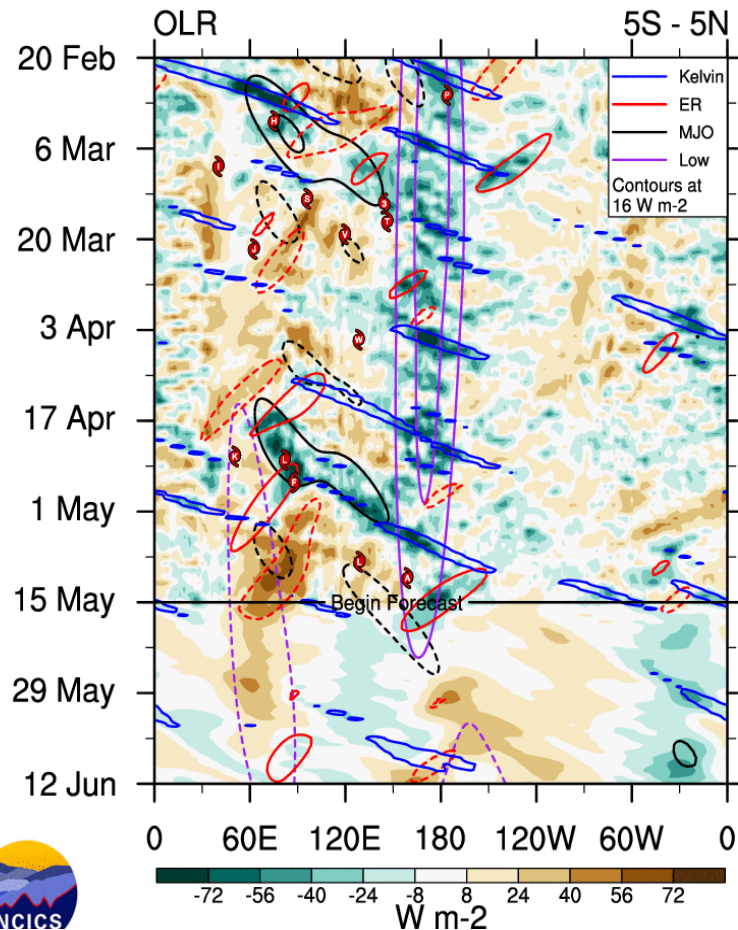 OLR 5S - 5N
20 Feb
6 Mar
20 Mar
3 Apr
17 Apr
1 May
15 May
29 May
12 Jun
Kelvin
ER
MJO
Low
Contours at
16 W m-2
P
H
I
S
3
T
V
J
W
K
L
F
L
A
Begin Forecast
0 60E 120E 180 120W 60W 0
-72 -56 -40 -24 -8 8 24 40 56 72
W m-2
NCICS